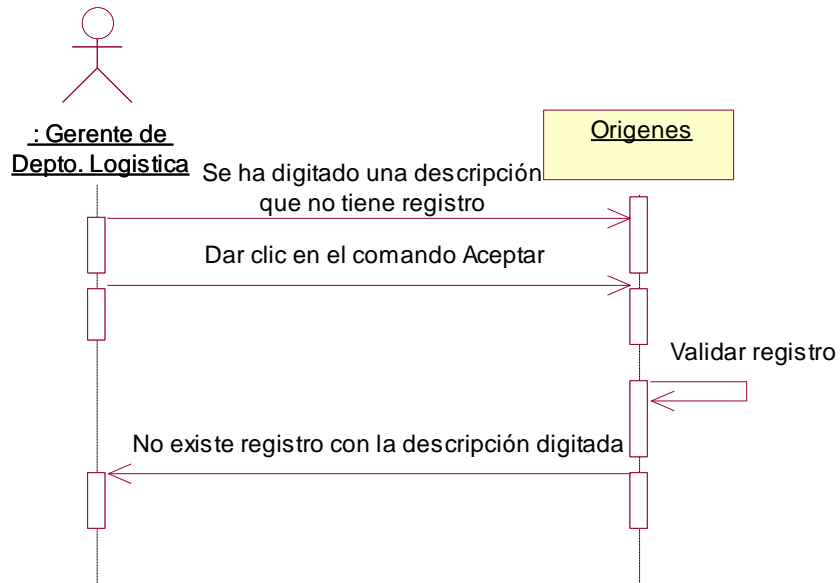 : Gerente de
Depto. Logistica
Origenes
Se ha digitado una descripción
que no tiene registro
Dar clic en el comando Aceptar
Validar registro
No existe registro con la descripción digitada